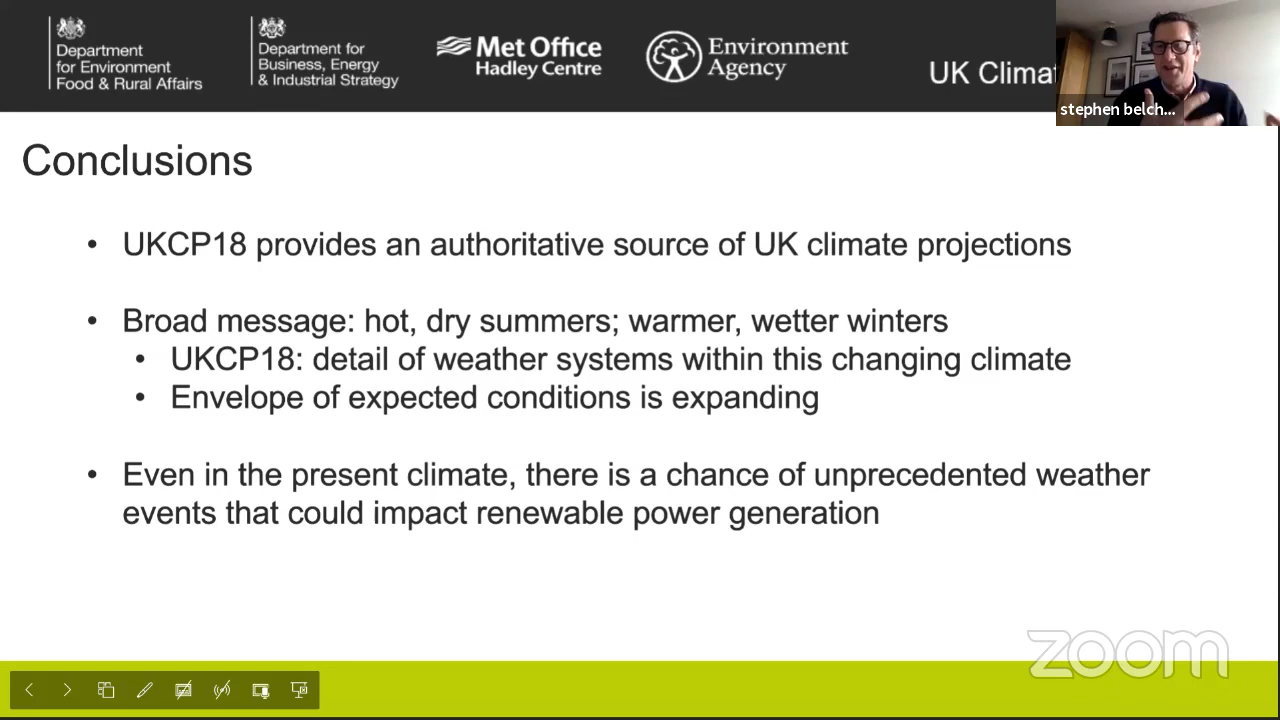 Department
for Environment
Food & Rural Affairs
Department for
Business, Energy
& Industrial Strategy
Met Office
Hadley Centre
Environment
Agency
UK Climat
stephen belch...
Conclusions
• UKCP18 provides an authoritative source of UK climate projections
• Broad message: hot, dry summers; warmer, wetter winters
• UKCP18: detail of weather systems within this changing climate
• Envelope of expected conditions is expanding
• Even in the present climate, there is a chance of unprecedented weather
events that could impact renewable power generation
zoom